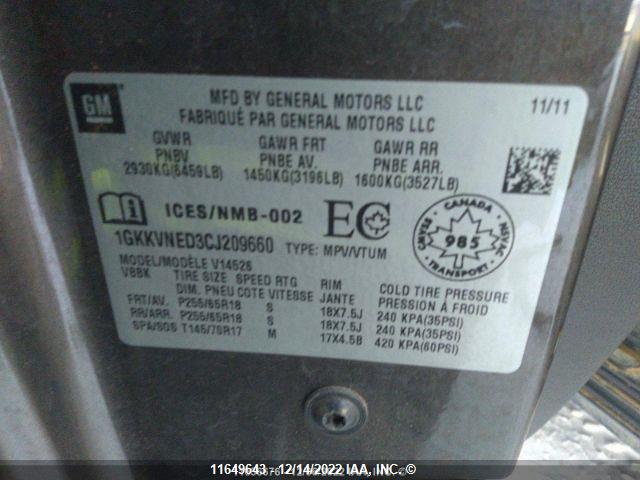 GM
MFD BY GENERAL MOTORS LLC 11/11
FABRIQUÉ PAR GENERAL MOTORS LLC
GVWR GAWR FRT GAWR RR
PNBV PNBE AV. PNBE ARR.
2930KG(6459LB) 1450KG(3196LB) 1600KG(3527LB)
ICES/NMB-002 EC
CANADA
985
1GKKVNED3CJ209660 TYPE: MPV/VTUM
MODEL/MODÈLE V14526
VBBK TIRE SIZE SPEED RTG RIM COLD TIRE PRESSURE
DIM. PNEU COTE VITESSE JANTE PRESSION À FROID
FRT/AV. P255/65R18 S 18X7.5J 240 KPA(35PSI)
RR/ARR. P255/65R18 S 18X7.5J 240 KPA(35PSI)
SPA/SOS T145/70R17 M 17X4.5B 420 KPA(60PSI)
11649643 - 12/14/2022 IAA, INC.©